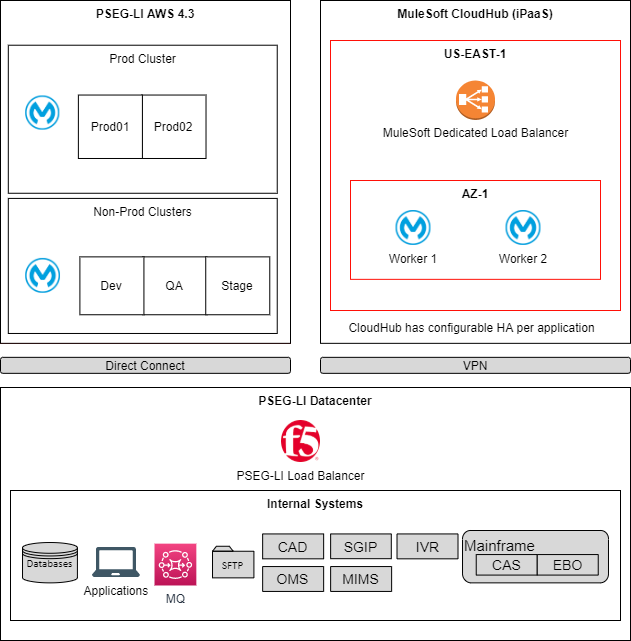 PSEG-LI AWS 4.3
Prod Cluster
Prod01 Prod02
Non-Prod Clusters
Dev QA Stage
MuleSoft CloudHub (iPaaS)
US-EAST-1
MuleSoft Dedicated Load Balancer
AZ-1
Worker 1 Worker 2
CloudHub has configurable HA per application
Direct Connect
VPN
PSEG-LI Datacenter
f5
PSEG-LI Load Balancer
Internal Systems
Databases
Applications
MQ
SFTP
CAD SGIP IVR
OMS MIMS
Mainframe
CAS EBO